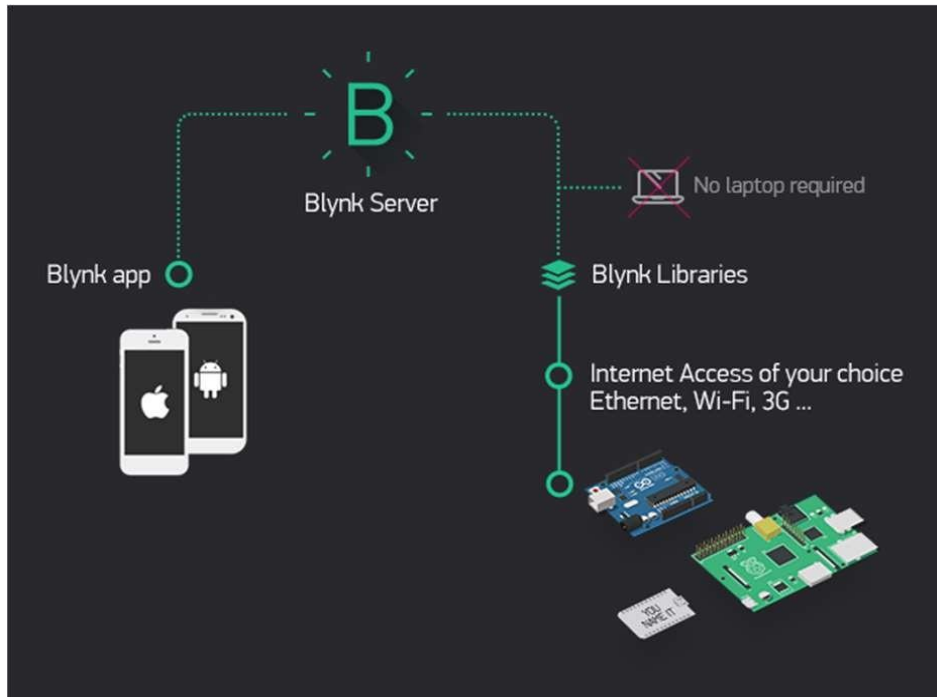 B
Blynk Server
No laptop required
Blynk app
Blynk Libraries
Internet Access of your choice
Ethernet, Wi-Fi, 3G ...
YOU
NAME IT